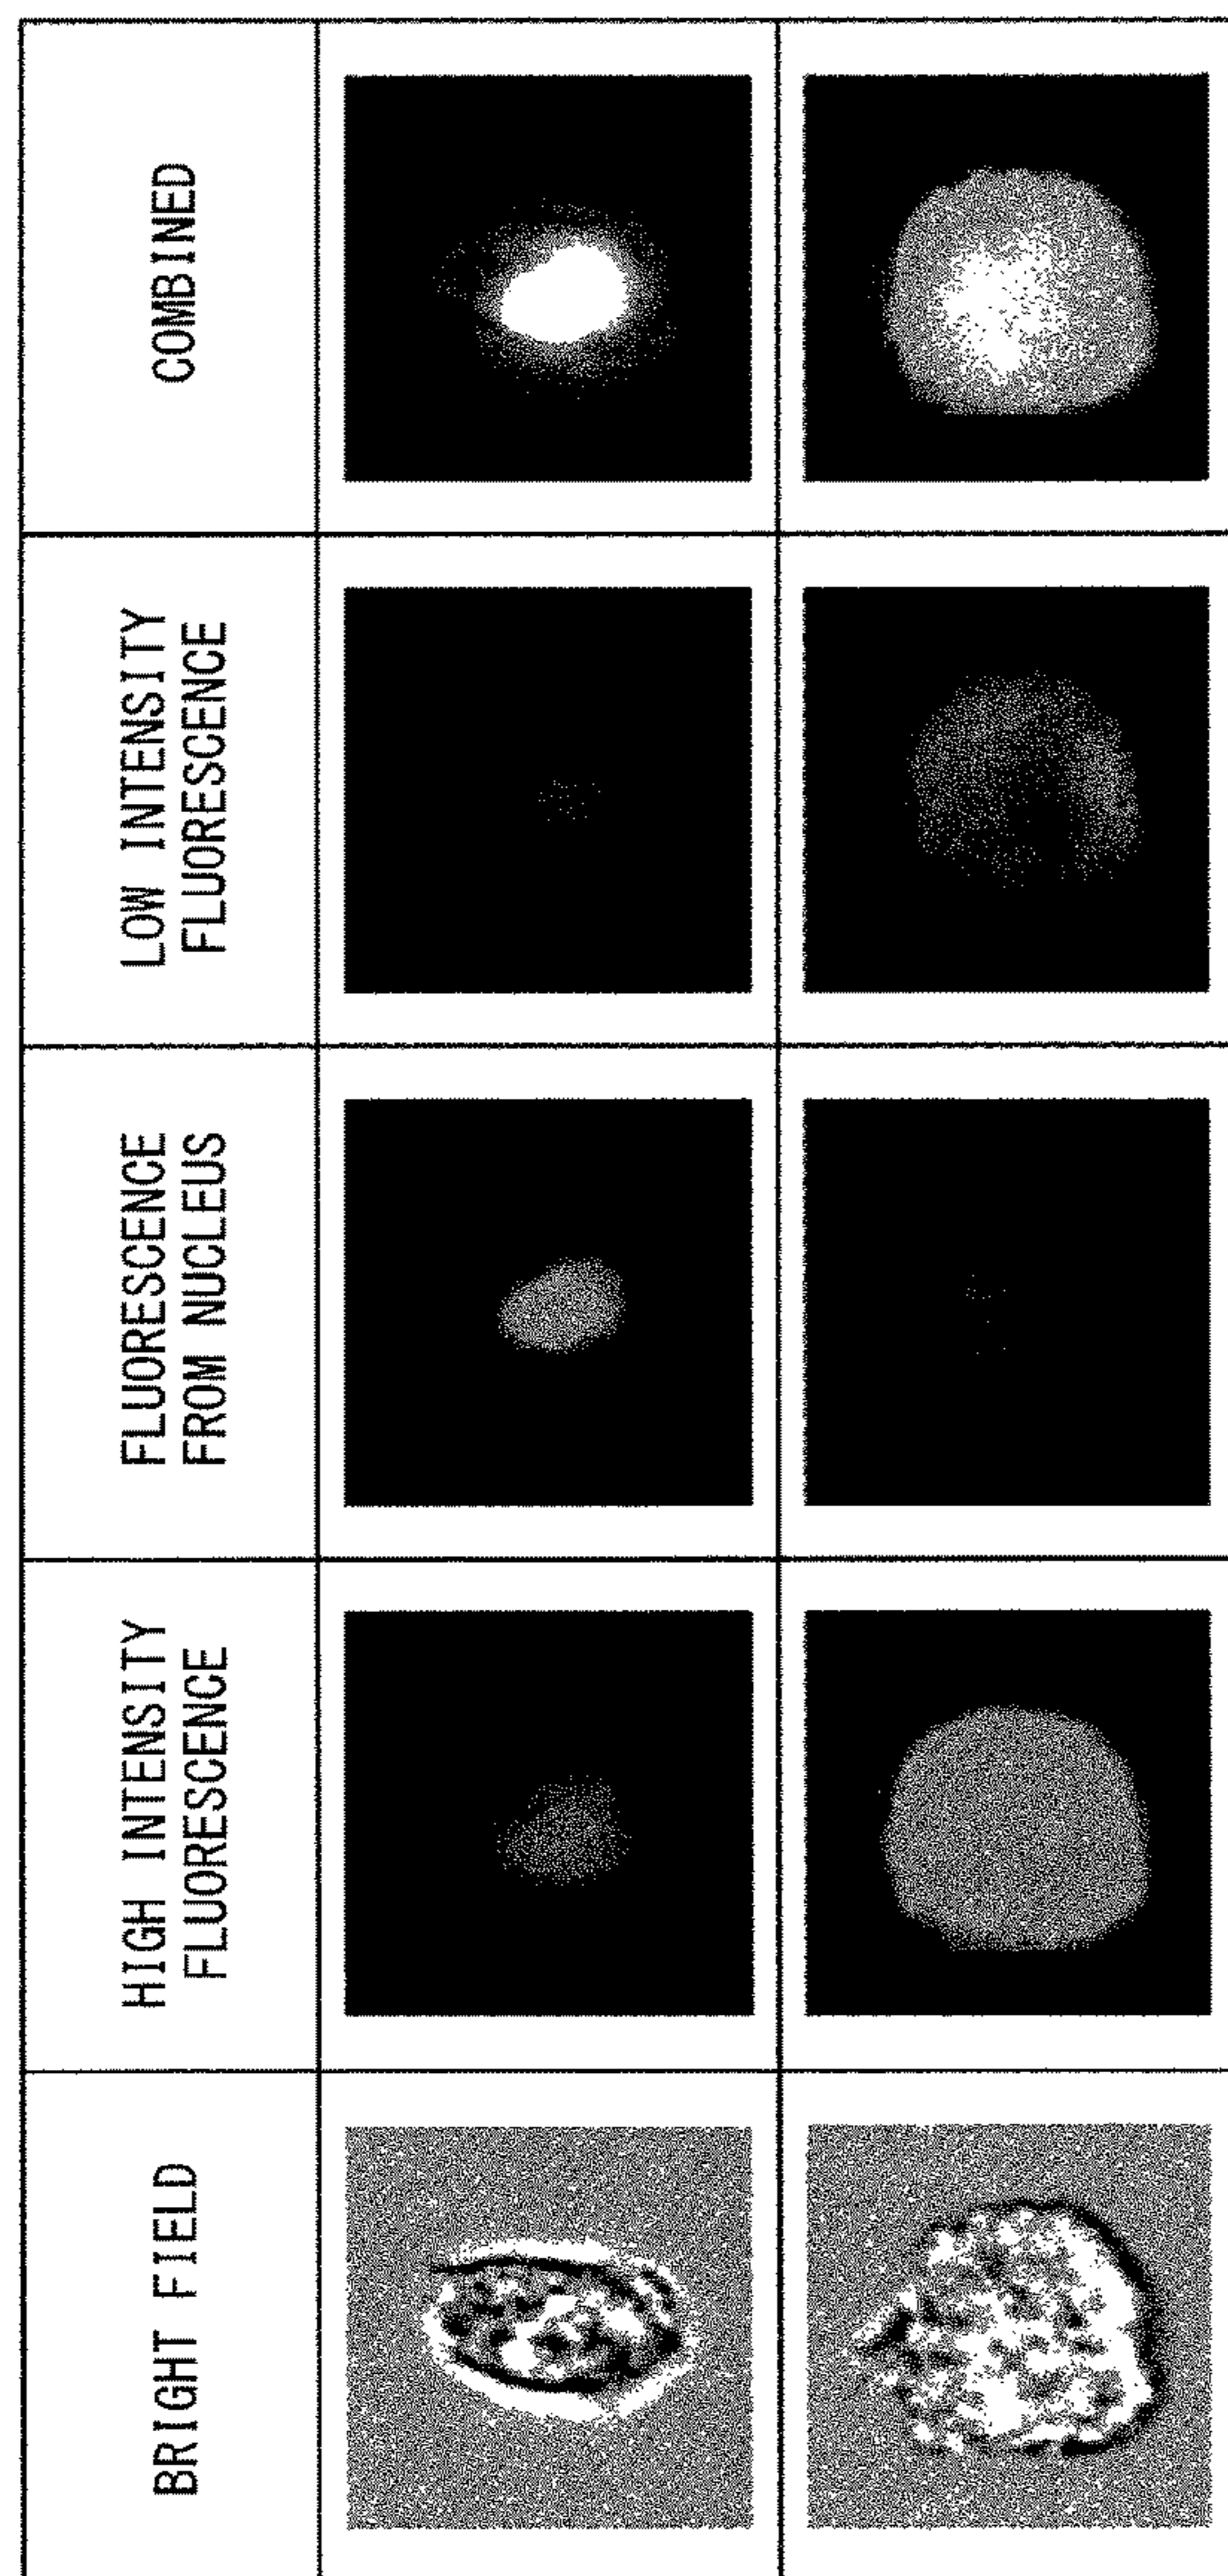 BRIGHT FIELD
HIGH INTENSITY
FLUORESCENCE
FLUORESCENCE
FROM NUCLEUS
LOW INTENSITY
FLUORESCENCE
COMBINED